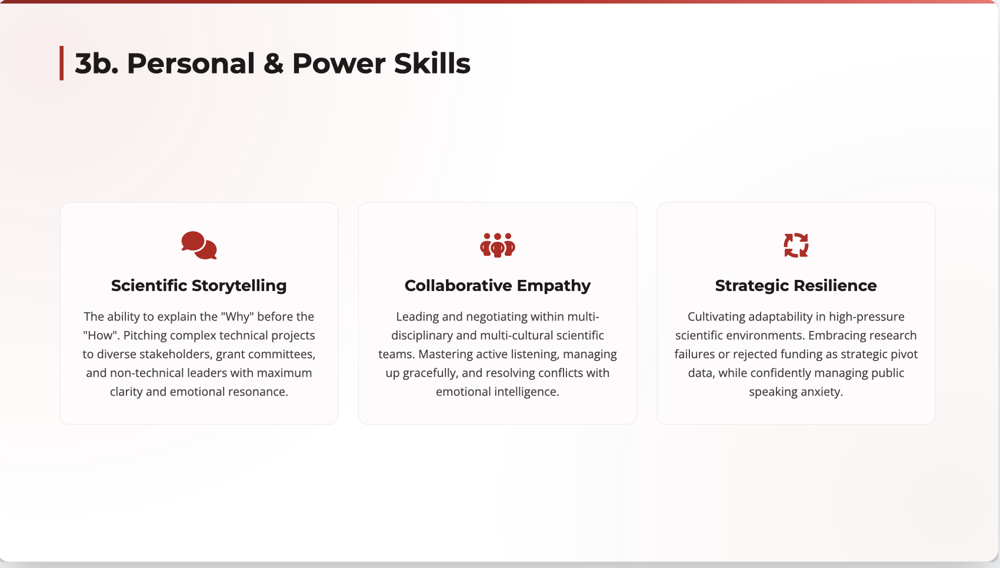 3b. Personal & Power Skills
Scientific Storytelling
The ability to explain the "Why" before the
"How". Pitching complex technical projects
to diverse stakeholders, grant committees,
and non-technical leaders with maximum
clarity and emotional resonance.
Collaborative Empathy
Leading and negotiating within multi-
disciplinary and multi-cultural scientific
teams. Mastering active listening, managing
up gracefully, and resolving conflicts with
emotional intelligence.
Strategic Resilience
Cultivating adaptability in high-pressure
scientific environments. Embracing research
failures or rejected funding as strategic pivot
data, while confidently managing public
speaking anxiety.